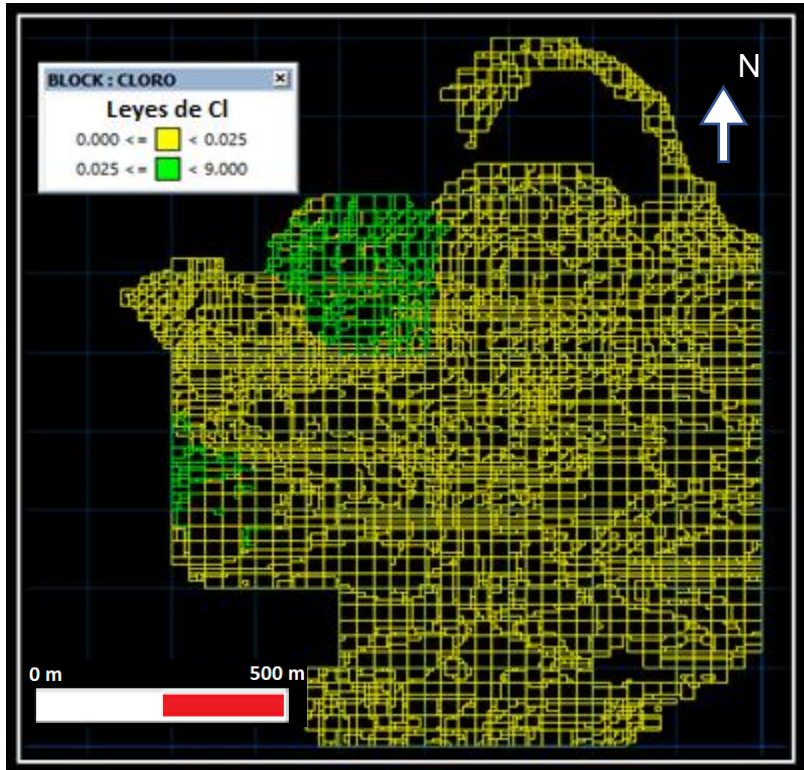 BLOCK : CLORO
Leyes de Cl
0.000 <= < 0.025
0.025 <= < 9.000
N
0 m 500 m